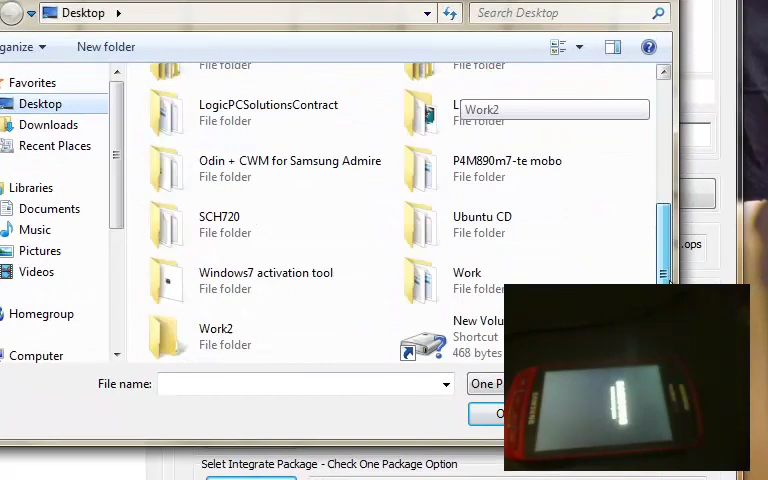 Desktop
Search Desktop
ganize
New folder
Favorites
Desktop
Downloads
Recent Places
Libraries
Documents
Music
Pictures
Videos
Homegroup
Computer
File folder
File folder
LogicPCSolutionsContract
File folder
L
File folder
Work2
Odin + CWM for Samsung Admire
File folder
P4M890m7-te mobo
File folder
SCH720
File folder
Ubuntu CD
File folder
Windows7 activation tool
File folder
Work
File folder
Work2
File folder
New Volu
Shortcut
468 bytes
File name:
One P
O
.ops
Selet Integrate Package - Check One Package Option
SAMSUNG